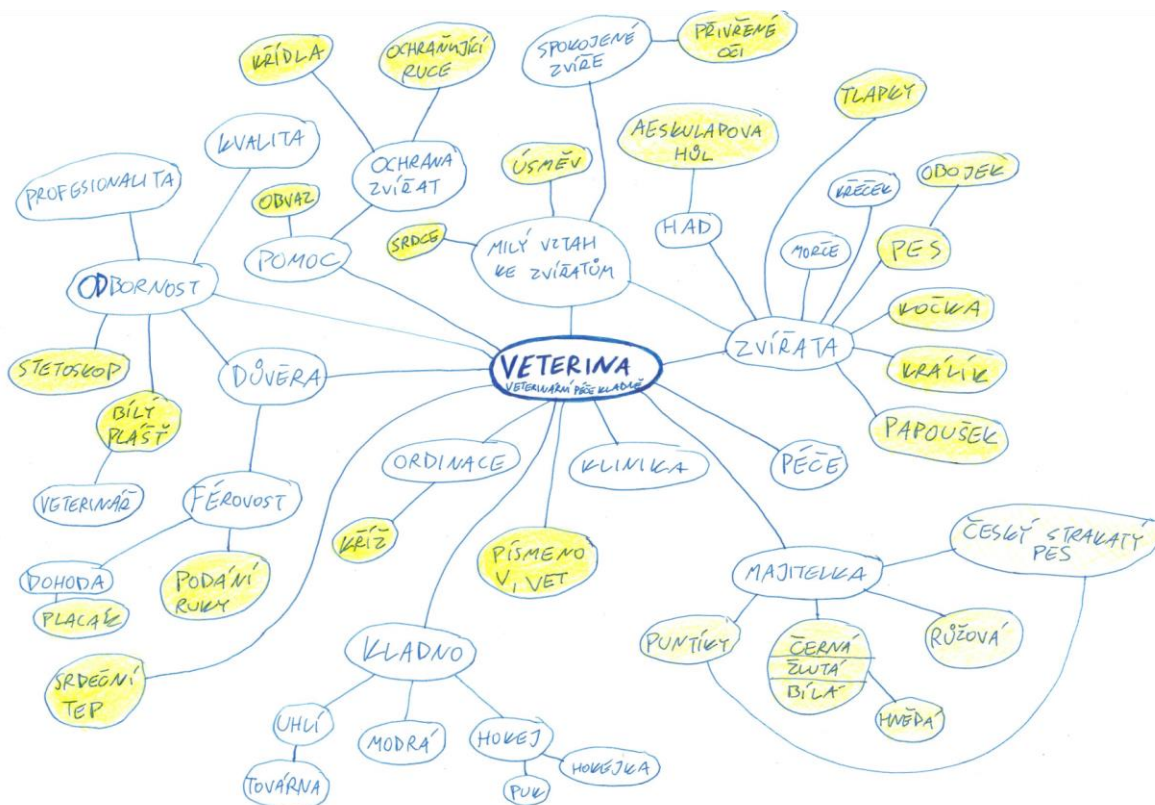 KŘÍDLA
OCHRAŇUJÍCÍ
RUCE
SPOKOJENÉ
ZVÍŘE
PŘIVŘENÉ
OČI
TLAPKY
KVALITA
PROFESIONALITA
OCHRANA
ZVÍŘAT
OBVAZ
POMOC
ÚSMĚV
SRDCE
MILÝ VZTAH
KE ZVÍŘATŮM
AESKULAPOVA
HŮL
HAD
MORČE
KŘEČEK
OBOJEK
PES
KOČKA
KRÁLÍK
PAPOUŠEK
ZVÍŘATA
ODBORNOST
STETOSKOP
BÍLÝ
PLÁŠŤ
VETERINÁŘ
DŮVĚRA
VETERINA
VETERINÁRNÍ PÉČE KLADNĚ
FÉROVOST
DOHODA
PLACÁK
PODÁNÍ
RUKY
SRDEČNÍ
TEP
ORDINACE
KŘÍŽ
KLINIKA
PÉČE
PÍSMENO
V, VET
KLADNO
UHLÍ
TOVÁRNA
MODRÁ
HOKEJ
PUK
HOKEJKA
MAJITELKA
ČESKÝ STRAKATÝ
PES
PUNTÍKY
ČERNÁ
ŽLUTÁ
BÍLÁ
RŮŽOVÁ
HNĚDÁ